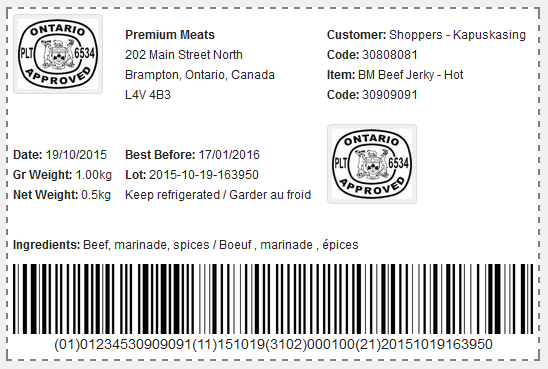 ONTARIO
PLT 6534
APPROVED
Premium Meats
202 Main Street North
Brampton, Ontario, Canada
L4V 4B3
Customer: Shoppers - Kapuskasing
Code: 30808081
Item: BM Beef Jerky - Hot
Code: 30909091
Date: 19/10/2015
Gr Weight: 1.00kg
Net Weight: 0.5kg
Best Before: 17/01/2016
Lot: 2015-10-19-163950
Keep refrigerated / Garder au froid
ONTARIO
PLT 6534
APPROVED
Ingredients: Beef, marinade, spices / Boeuf , marinade , épices
(01)01234530909091(11)151019(3102)000100(21)20151019163950